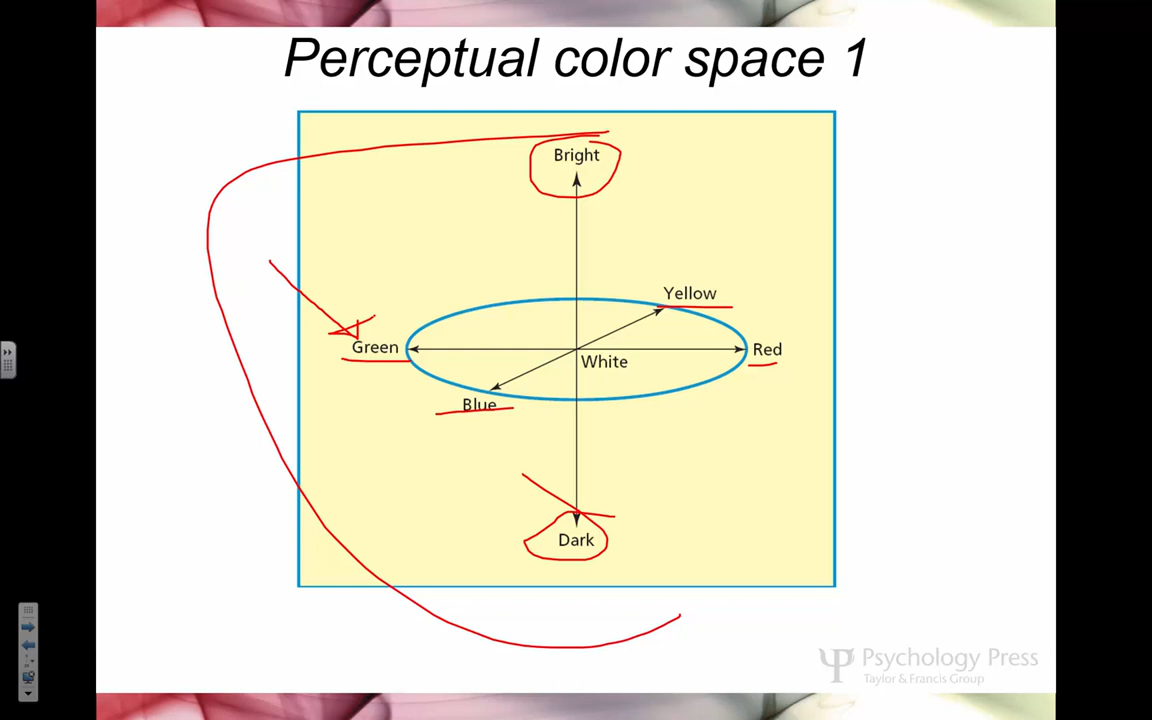 Perceptual color space 1
Bright
Yellow
Green
Red
White
Blue
Dark
Psychology Press
Taylor & Francis Group